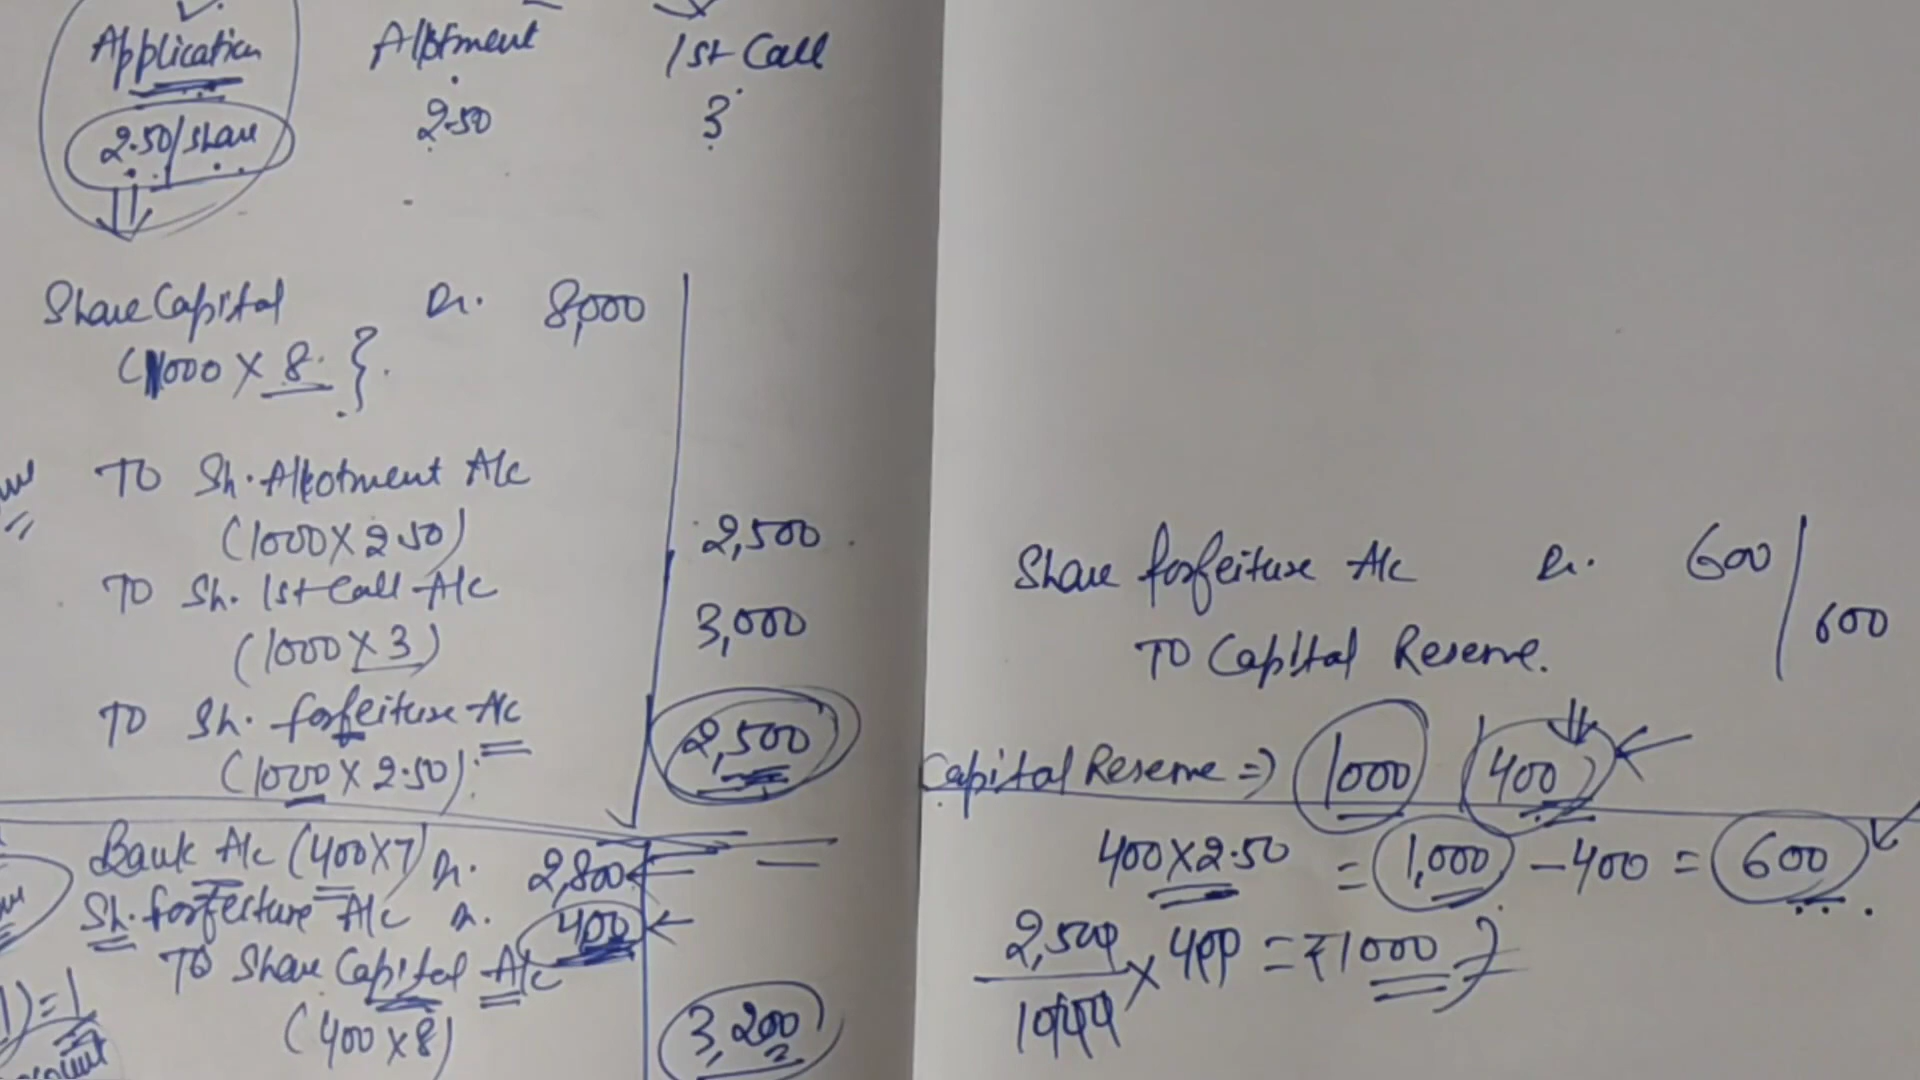 Application Allotment 1st Call
2.50/share 2.50 3
Share Capital Dr. 8,000
(1000 X 8 }
To Sh. Allotment A/c
(1000 X 2.50) 2,500
To Sh. 1st Call A/c
(1000 X 3) 3,000
To Sh. forfeiture A/c
(1000 X 2.50) 2,500
Bank A/c (400X7) Dr. 2,800
Sh. forfeiture A/c Dr. 400
To Share Capital A/c
(400 X 8) 3,200
1)=1
Share forfeiture A/c Dr. 600
To Capital Reserve. 600
Capital Reserve => 1000 400
400 X 2.50 = 1,000 - 400 = 600
2,500
X 400 = ₹1000
1000